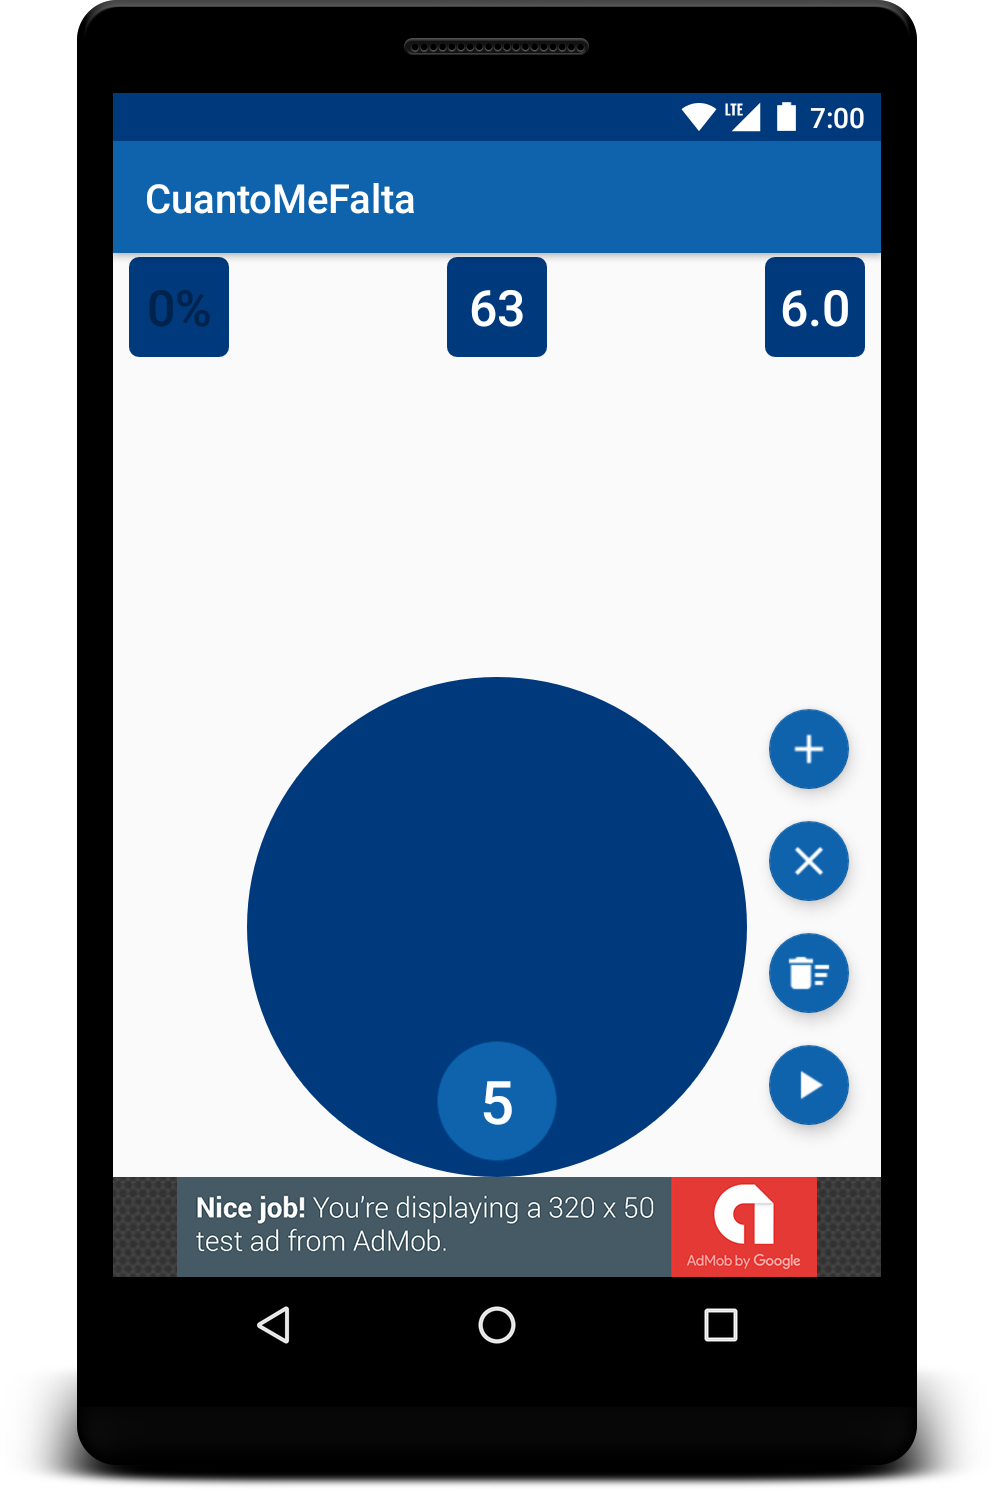 LTE 7:00
CuantoMeFalta
0% 63 6.0
5
Nice job! You’re displaying a 320 x 50
test ad from AdMob.
AdMob by Google